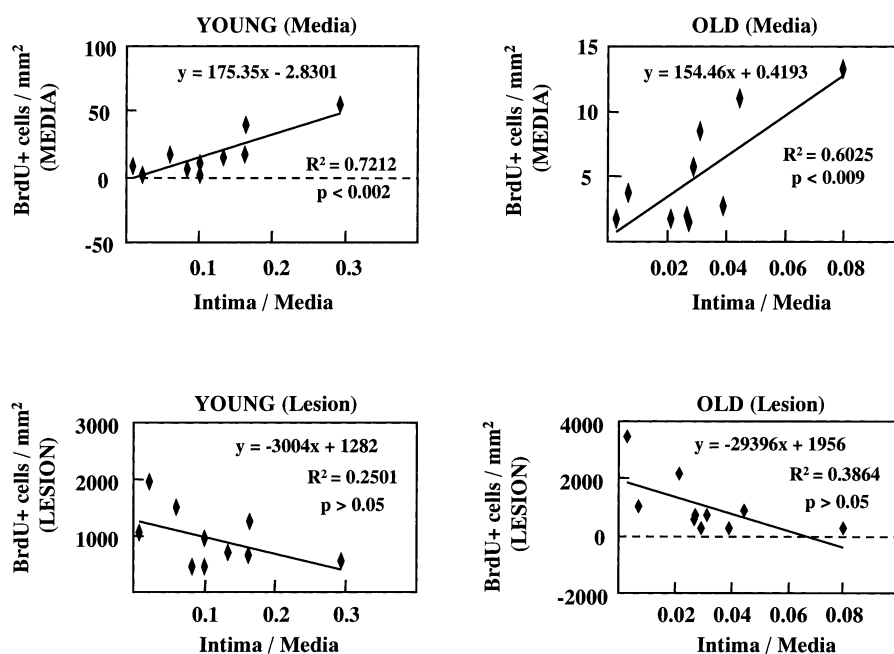 YOUNG (Media)
BrdU+ cells / mm²
(MEDIA)
100
50
0
-50
y = 175.35x - 2.8301
R² = 0.7212
p < 0.002
0.1 0.2 0.3
Intima / Media
OLD (Media)
BrdU+ cells / mm²
(MEDIA)
15
10
5
y = 154.46x + 0.4193
R² = 0.6025
p < 0.009
0.02 0.04 0.06 0.08
Intima / Media
YOUNG (Lesion)
BrdU+ cells / mm²
(LESION)
3000
2000
1000
y = -3004x + 1282
R² = 0.2501
p > 0.05
0.1 0.2 0.3
Intima / Media
OLD (Lesion)
BrdU+ cells / mm²
(LESION)
4000
2000
0
-2000
y = -29396x + 1956
R² = 0.3864
p > 0.05
0.02 0.04 0.06 0.08
Intima / Media